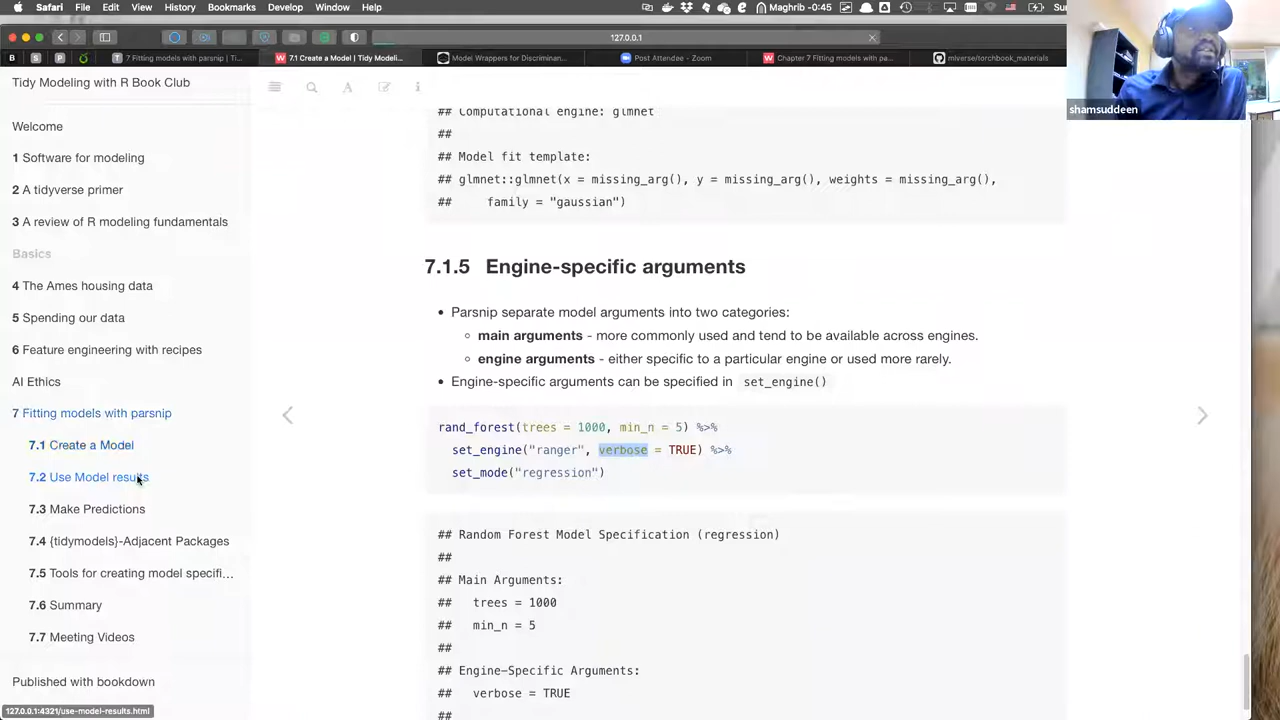 Safari File Edit View History Bookmarks Develop Window Help
Maghrib -0:45
127.0.0.1
B S P
T 7 Fitting models with parsnip | Ti...
7.1 Create a Model | Tidy Modeli...
Model Wrappers for Discriminan...
Post Attendee - Zoom
Chapter 7 Fitting models with pa...
mlverse/torchbook_materials
shamsuddeen
Tidy Modeling with R Book Club
Welcome
1 Software for modeling
2 A tidyverse primer
3 A review of R modeling fundamentals
Basics
4 The Ames housing data
5 Spending our data
6 Feature engineering with recipes
AI Ethics
7 Fitting models with parsnip
7.1 Create a Model
7.2 Use Model results
7.3 Make Predictions
7.4 {tidymodels}-Adjacent Packages
7.5 Tools for creating model specifi...
7.6 Summary
7.7 Meeting Videos
Published with bookdown
127.0.0.1:4321/use-model-results.html
## Computational engine: glmnet
##
## Model fit template:
## glmnet::glmnet(x = missing_arg(), y = missing_arg(), weights = missing_arg(),
## family = "gaussian")
7.1.5 Engine-specific arguments
• Parsnip separate model arguments into two categories:
◦ main arguments - more commonly used and tend to be available across engines.
◦ engine arguments - either specific to a particular engine or used more rarely.
• Engine-specific arguments can be specified in set_engine()
rand_forest(trees = 1000, min_n = 5) %>%
set_engine("ranger", verbose = TRUE) %>%
set_mode("regression")
## Random Forest Model Specification (regression)
##
## Main Arguments:
## trees = 1000
## min_n = 5
##
## Engine-Specific Arguments:
## verbose = TRUE
##